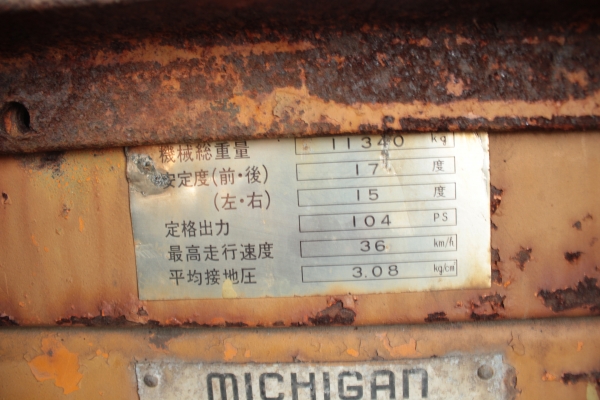 機械総重量 11340 kg
安定度(前・後) 17 度
(左・右) 15 度
定格出力 104 PS
最高走行速度 36 km/h
平均接地圧 3.08 kg/cm²
MICHIGAN